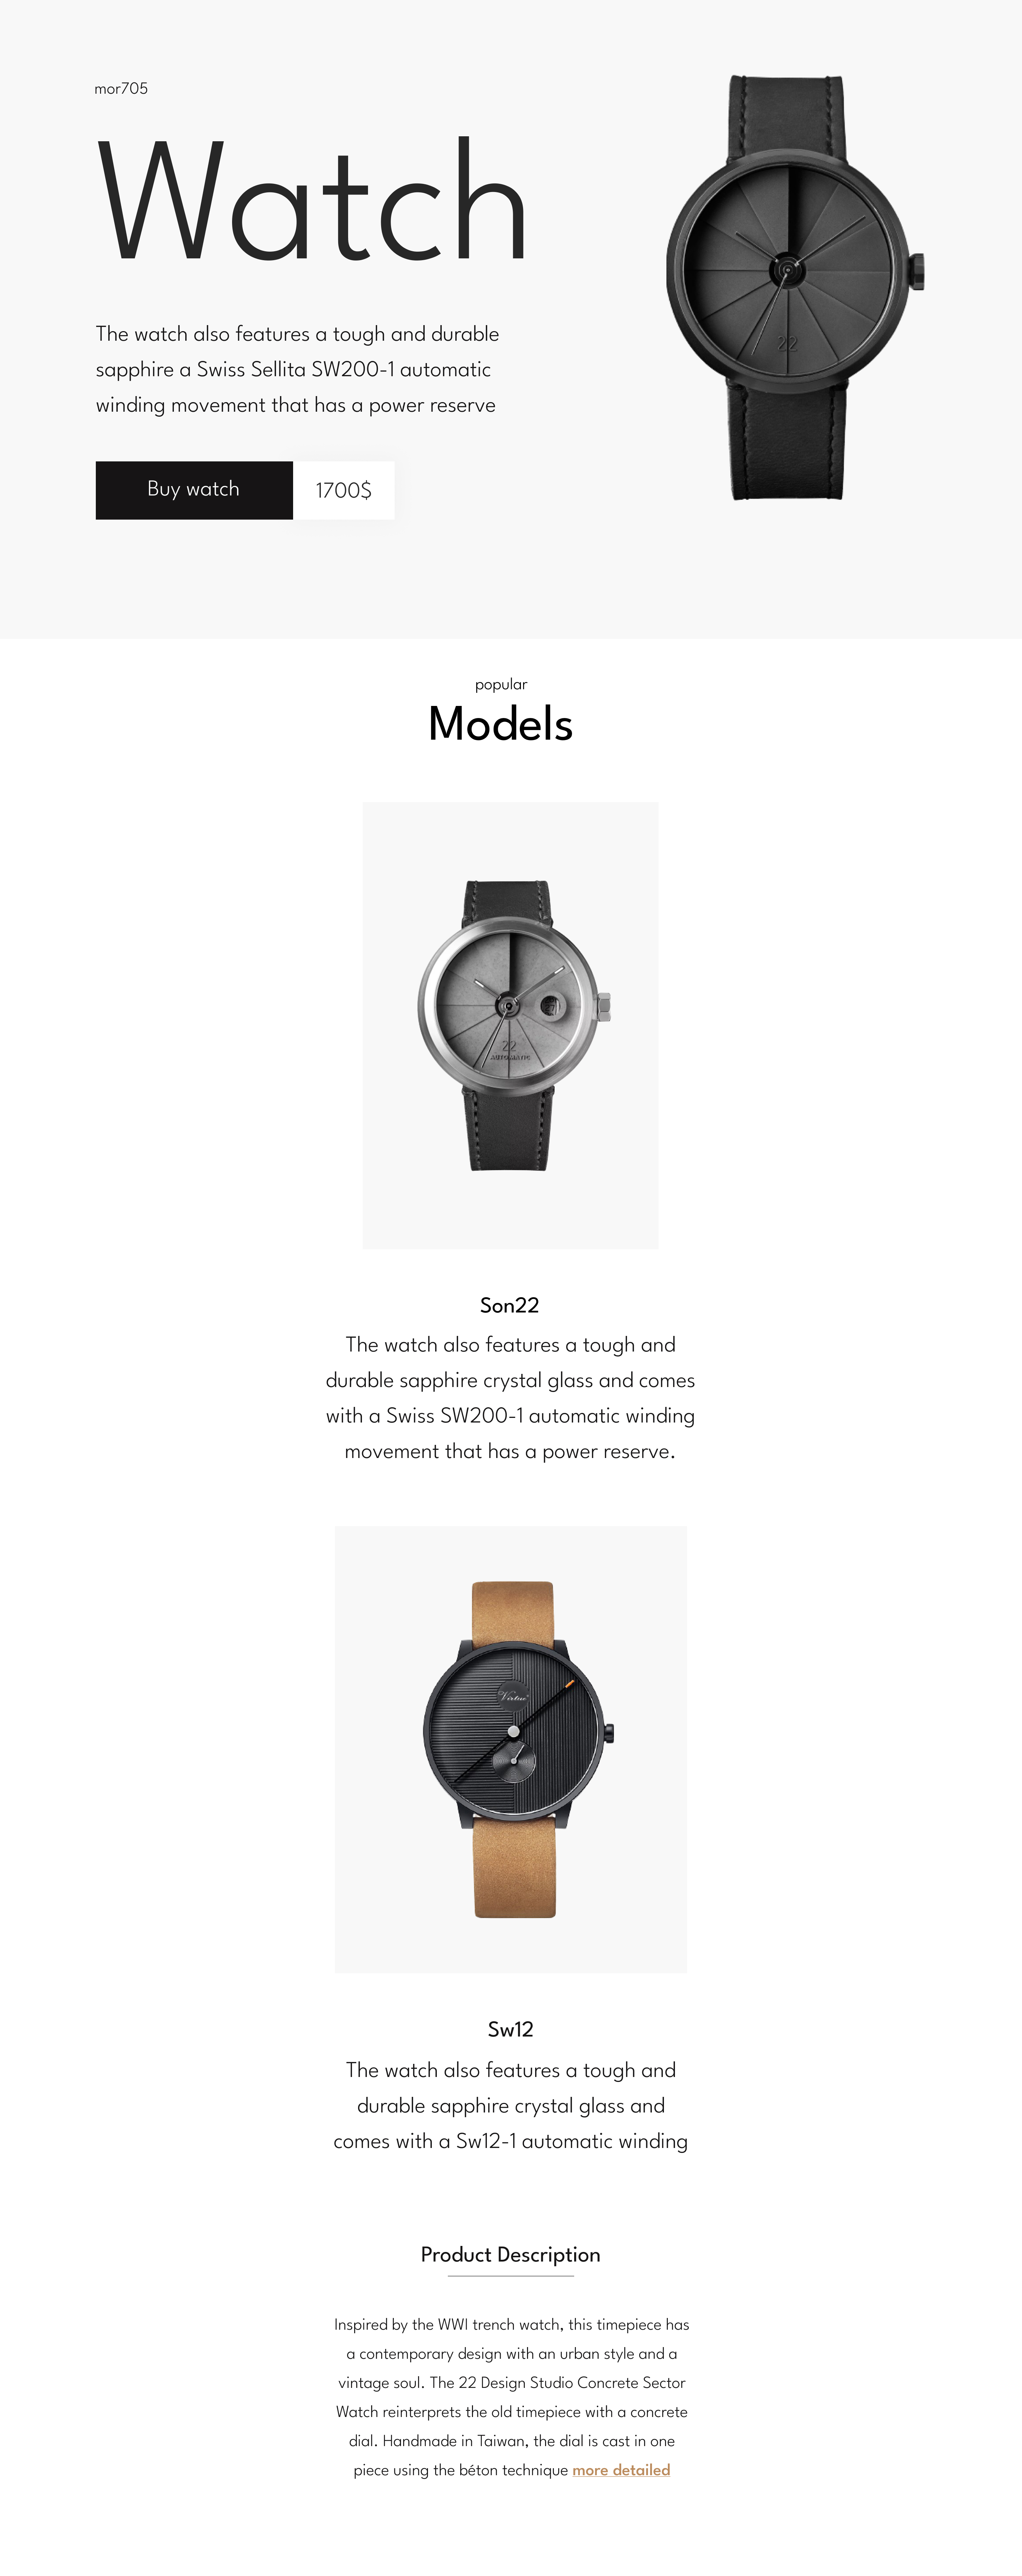 mor705
Watch
The watch also features a tough and durable
sapphire a Swiss Sellita SW200-1 automatic
winding movement that has a power reserve
Buy watch
1700$
22
popular
Models
22
AUTOMATIC
Son22
The watch also features a tough and
durable sapphire crystal glass and comes
with a Swiss SW200-1 automatic winding
movement that has a power reserve.
Virtus
Sw12
The watch also features a tough and
durable sapphire crystal glass and
comes with a Sw12-1 automatic winding
Product Description
Inspired by the WWI trench watch, this timepiece has
a contemporary design with an urban style and a
vintage soul. The 22 Design Studio Concrete Sector
Watch reinterprets the old timepiece with a concrete
dial. Handmade in Taiwan, the dial is cast in one
piece using the béton technique more detailed